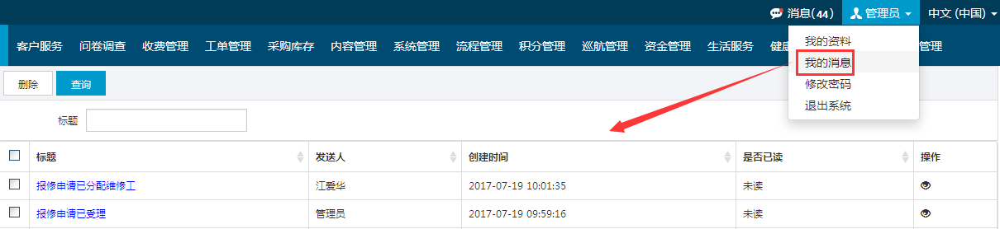 消息(44) 管理员 中文 (中国)
客户服务 问卷调查 收费管理 工单管理 采购库存 内容管理 系统管理 流程管理 积分管理 巡航管理 资金管理 生活服务 健康 管理
我的资料
我的消息
修改密码
退出系统
删除 查询
标题
标题 发送人 创建时间 是否已读 操作
报修申请已分配维修工 江爱华 2017-07-19 10:01:35 未读
报修申请已受理 管理员 2017-07-19 09:59:16 未读